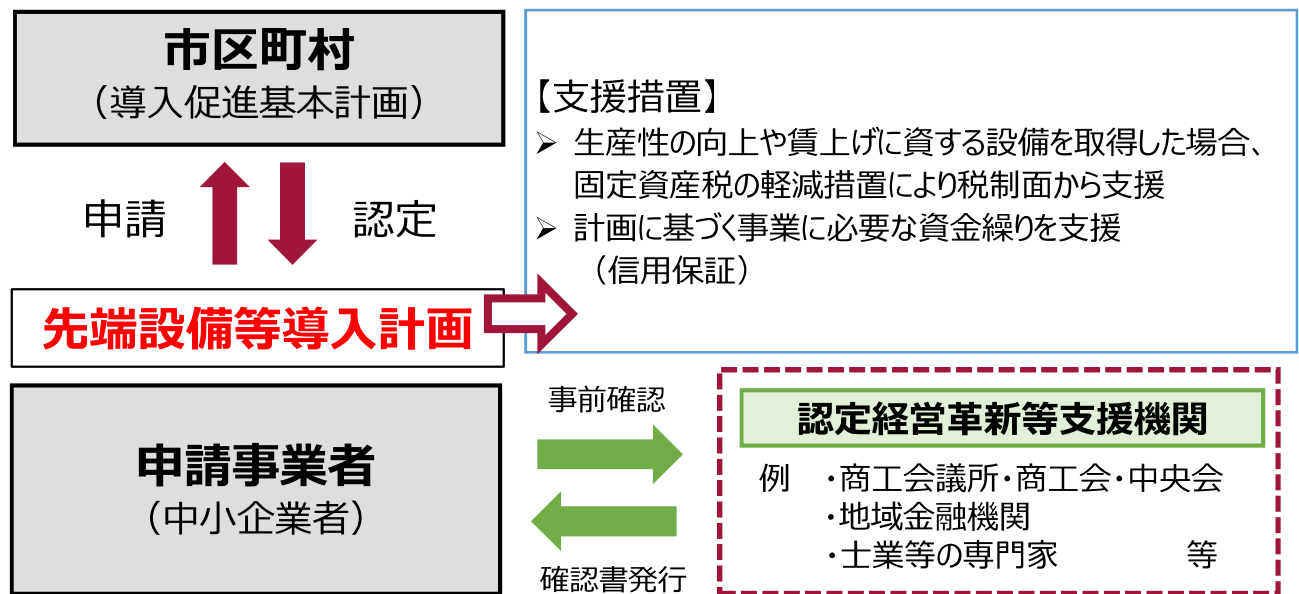 市区町村
（導入促進基本計画）
申請
認定
先端設備等導入計画
【支援措置】
➢ 生産性の向上や賃上げに資する設備を取得した場合、
固定資産税の軽減措置により税制面から支援
➢ 計画に基づく事業に必要な資金繰りを支援
（信用保証）
申請事業者
（中小企業者）
事前確認
確認書発行
認定経営革新等支援機関
例 ・商工会議所・商工会・中央会
・地域金融機関
・士業等の専門家 等